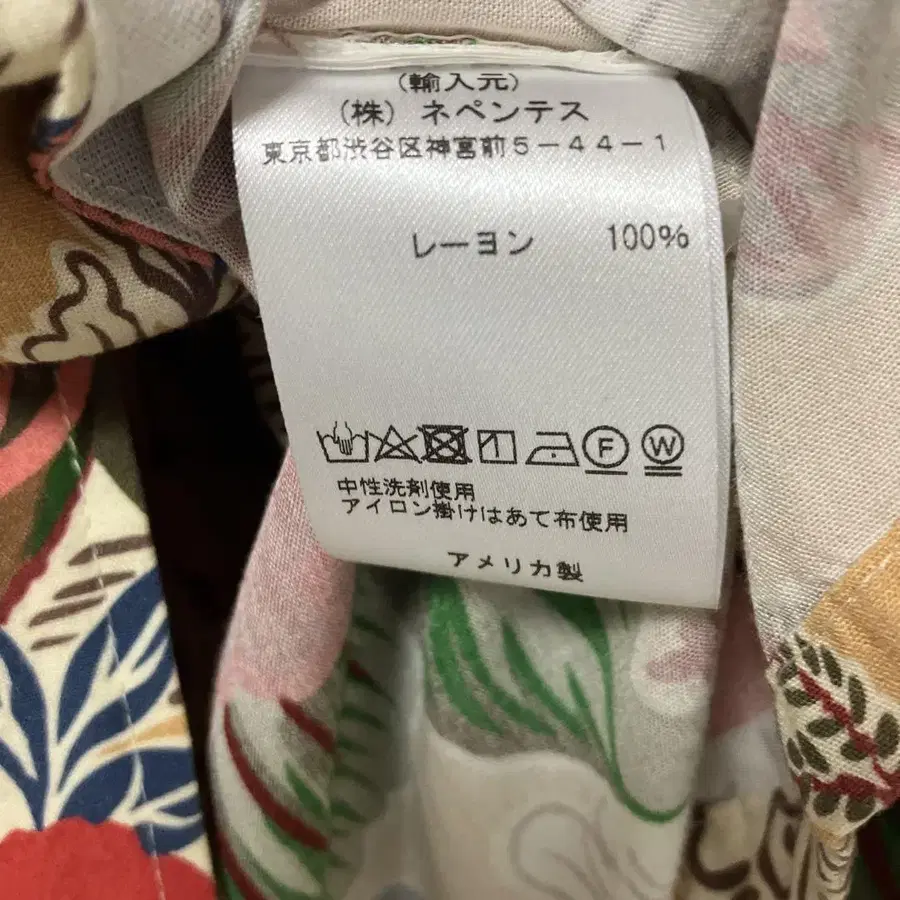 (輸入元)
(株) ネペンテス
東京都渋谷区神宮前5-44-1
レーヨン 100%
F W
中性洗剤使用
アイロン掛けはあて布使用
アメリカ製